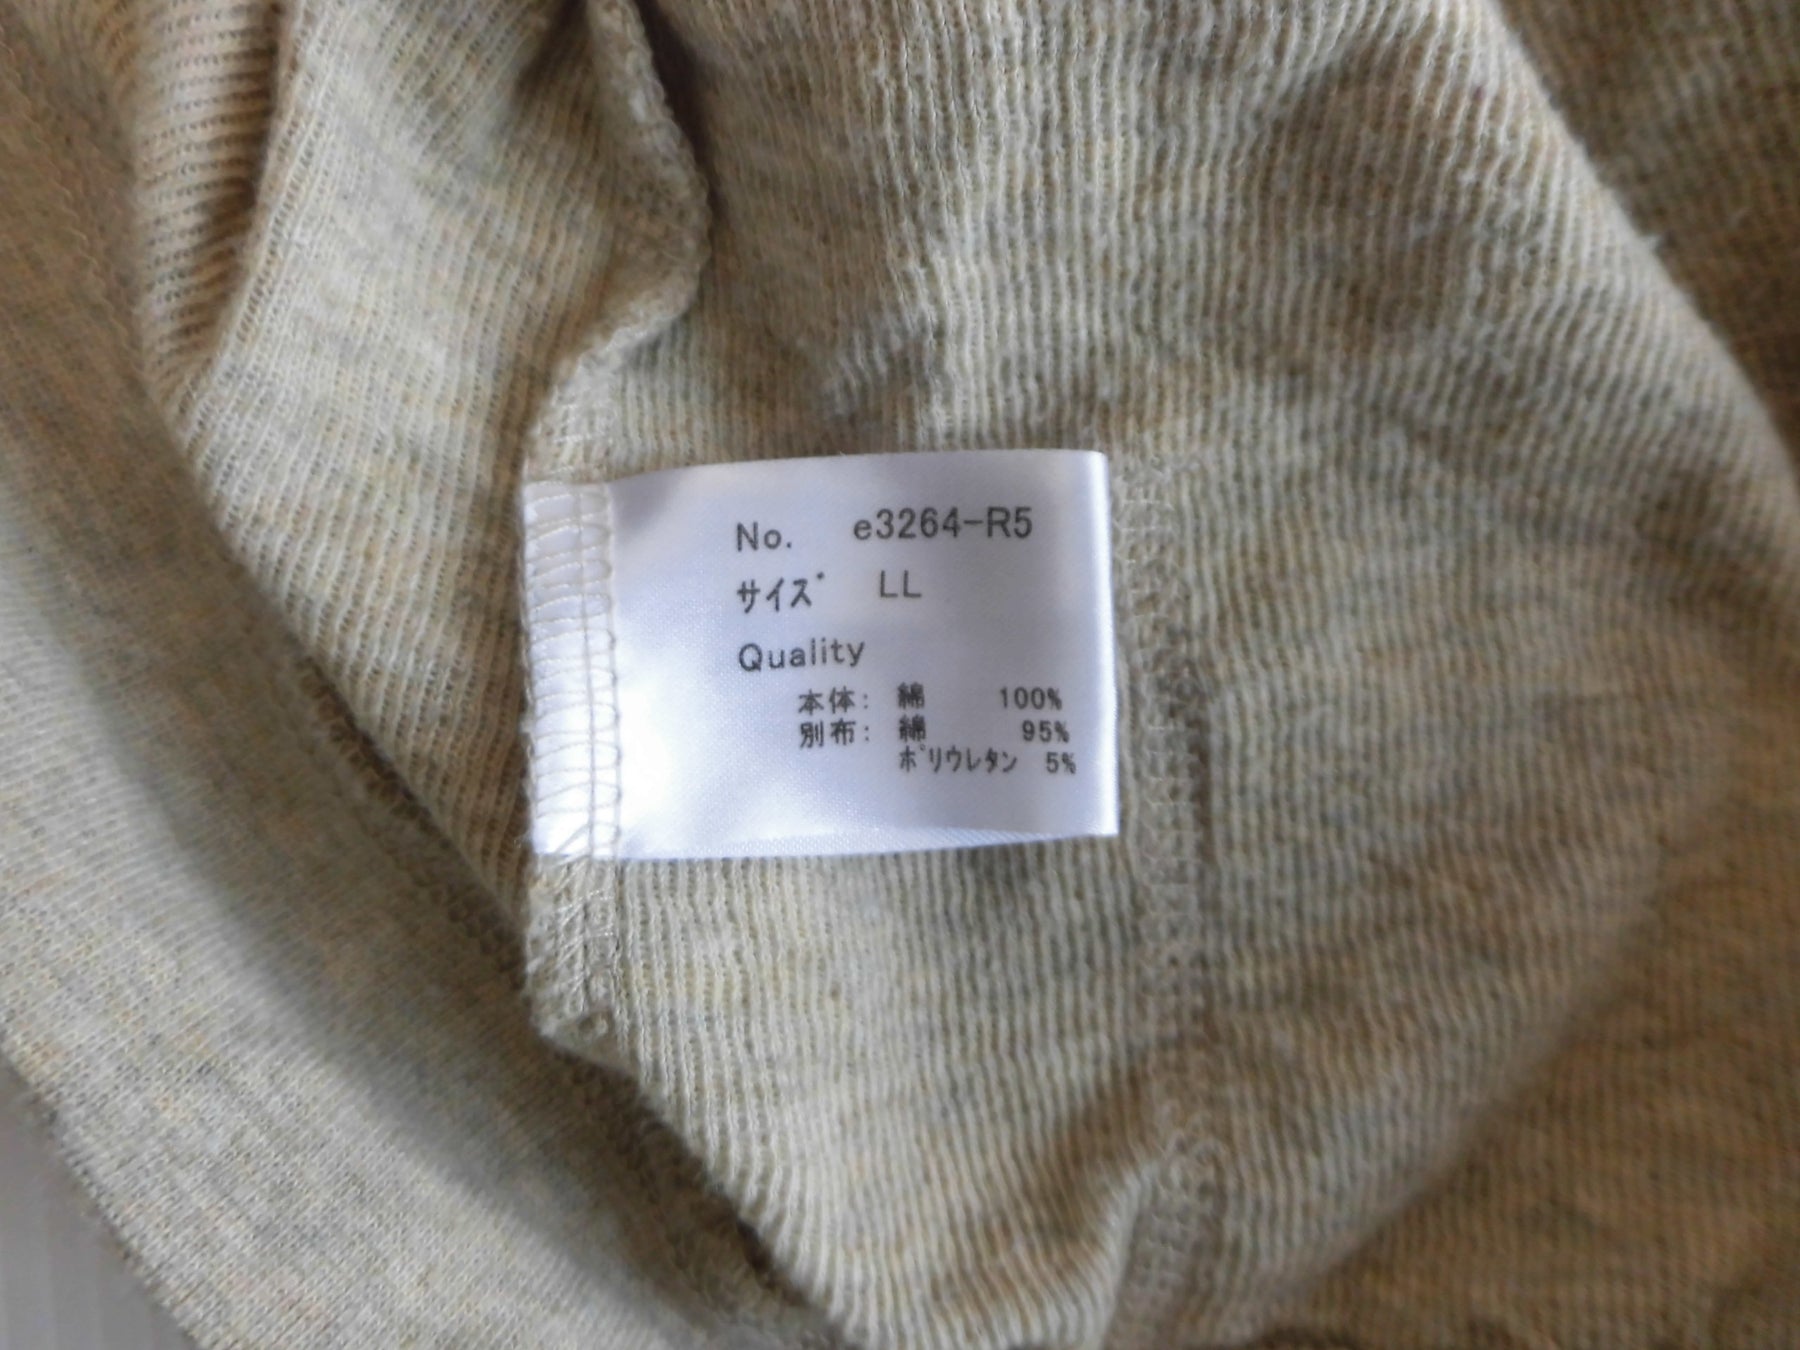 No. e3264-R5
サイズ LL
Quality
本体: 綿 100%
別布: 綿 95%
ポリウレタン 5%